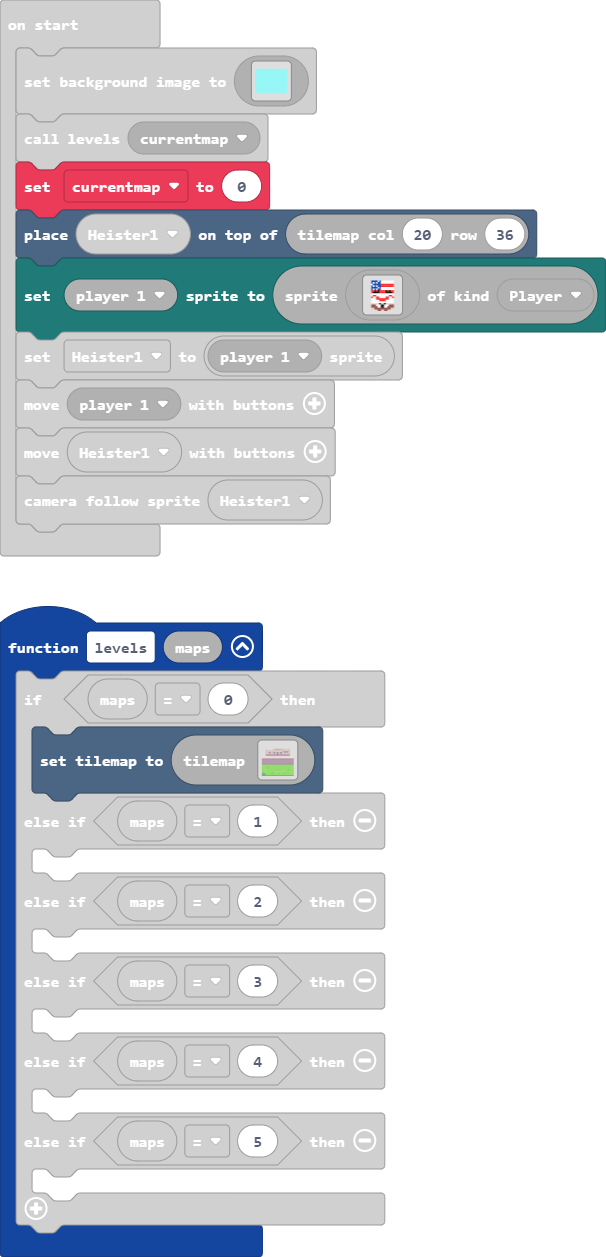 on start
set background image to
call levels currentmap
set currentmap to 0
place Heister1 on top of tilemap col 20 row 36
set player 1 sprite to sprite of kind Player
set Heister1 to player 1 sprite
move player 1 with buttons
move Heister1 with buttons
camera follow sprite Heister1
function levels maps
if maps = 0 then
set tilemap to tilemap
else if maps = 1 then
else if maps = 2 then
else if maps = 3 then
else if maps = 4 then
else if maps = 5 then